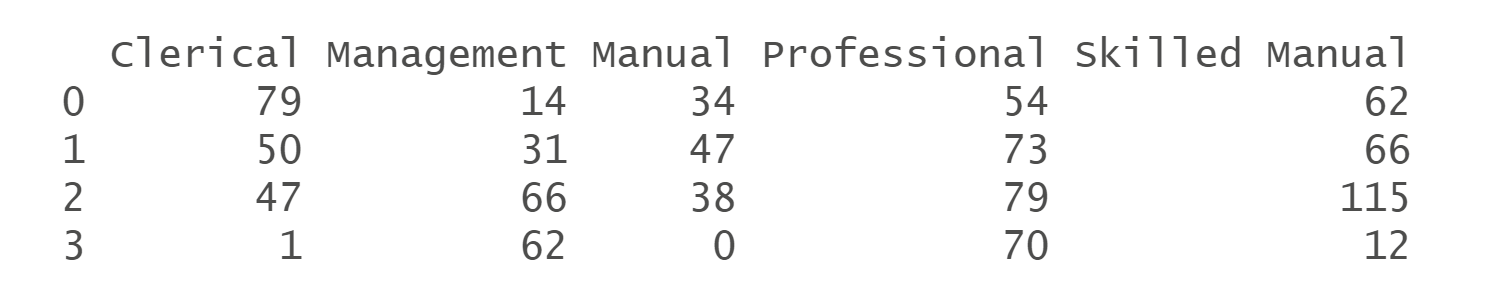 Clerical Management Manual Professional Skilled Manual
0 79 14 34 54 62
1 50 31 47 73 66
2 47 66 38 79 115
3 1 62 0 70 12